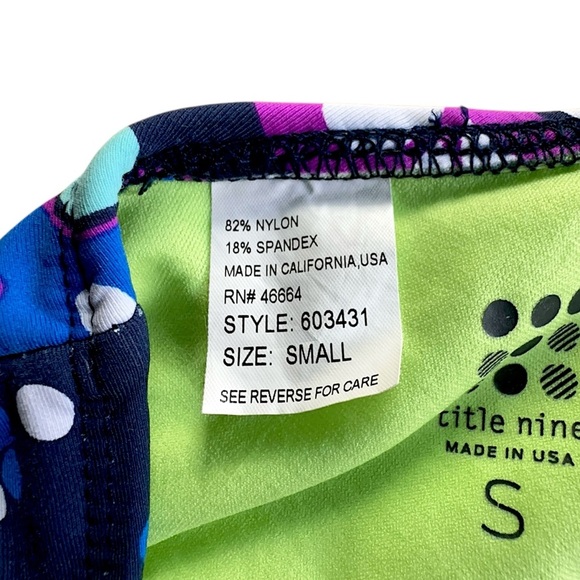 82% NYLON
18% SPANDEX
MADE IN CALIFORNIA,USA
RN# 46664
STYLE: 603431
SIZE: SMALL
SEE REVERSE FOR CARE
title nine
MADE IN USA
S